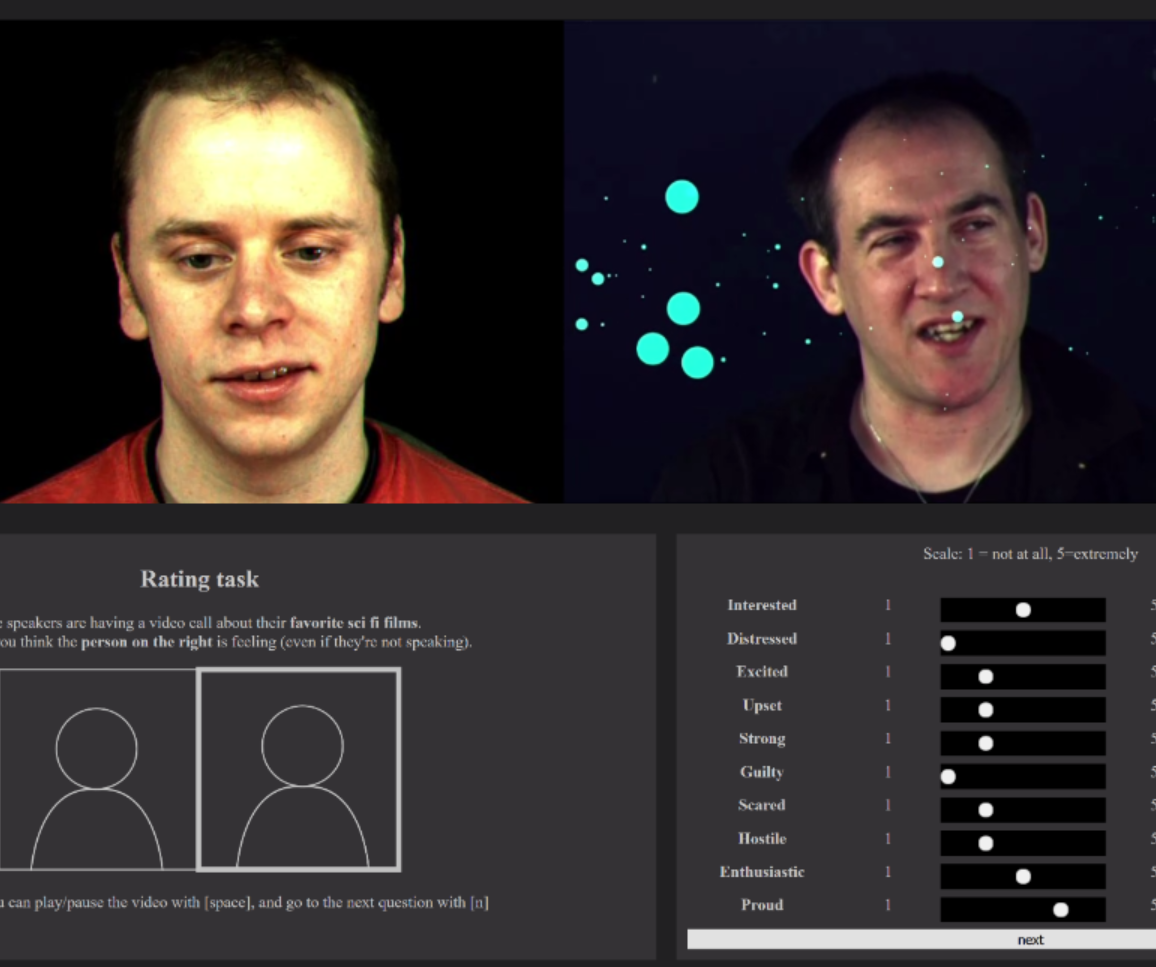 Rating task
e speakers are having a video call about their favorite sci fi films.
ou think the person on the right is feeling (even if they're not speaking).
u can play/pause the video with [space], and go to the next question with [n]
Scale: 1 = not at all, 5=extremely
Interested 1 5
Distressed 1 5
Excited 1 5
Upset 1 5
Strong 1 5
Guilty 1 5
Scared 1 5
Hostile 1 5
Enthusiastic 1 5
Proud 1 5
next